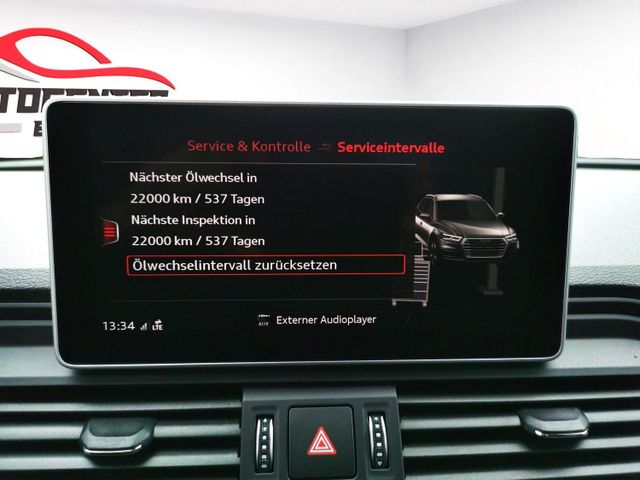 TOCENTER
Service & Kontrolle Serviceintervalle
Nächster Ölwechsel in
22000 km / 537 Tagen
Nächste Inspektion in
22000 km / 537 Tagen
Ölwechselintervall zurücksetzen
13:34 LTE
AUX Externer Audioplayer